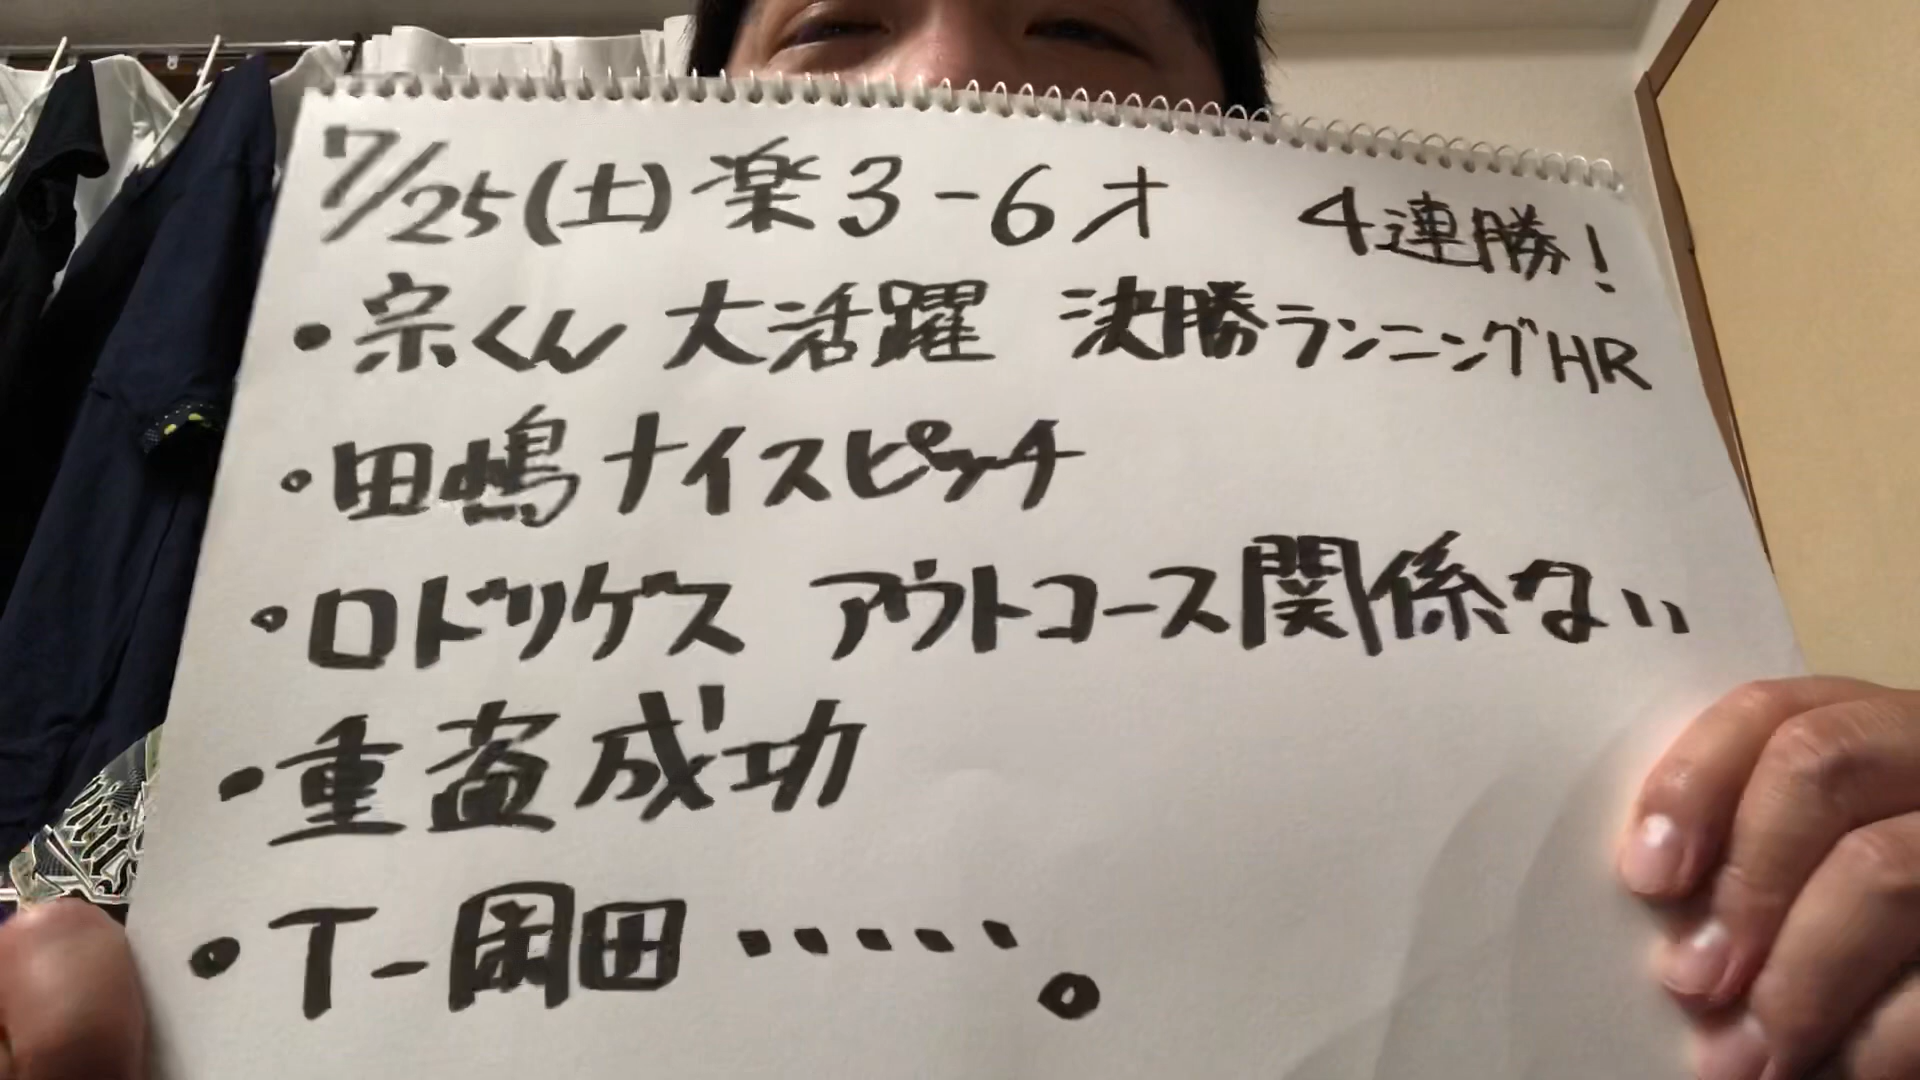 7/25(土) 楽 3-6 オ 4連勝!
・宗くん 大活躍 決勝ランニングHR
・田嶋 ナイスピッチ
・ロドリゲス アウトコース関係ない
・重盗成功
・T-岡田・・・・・。